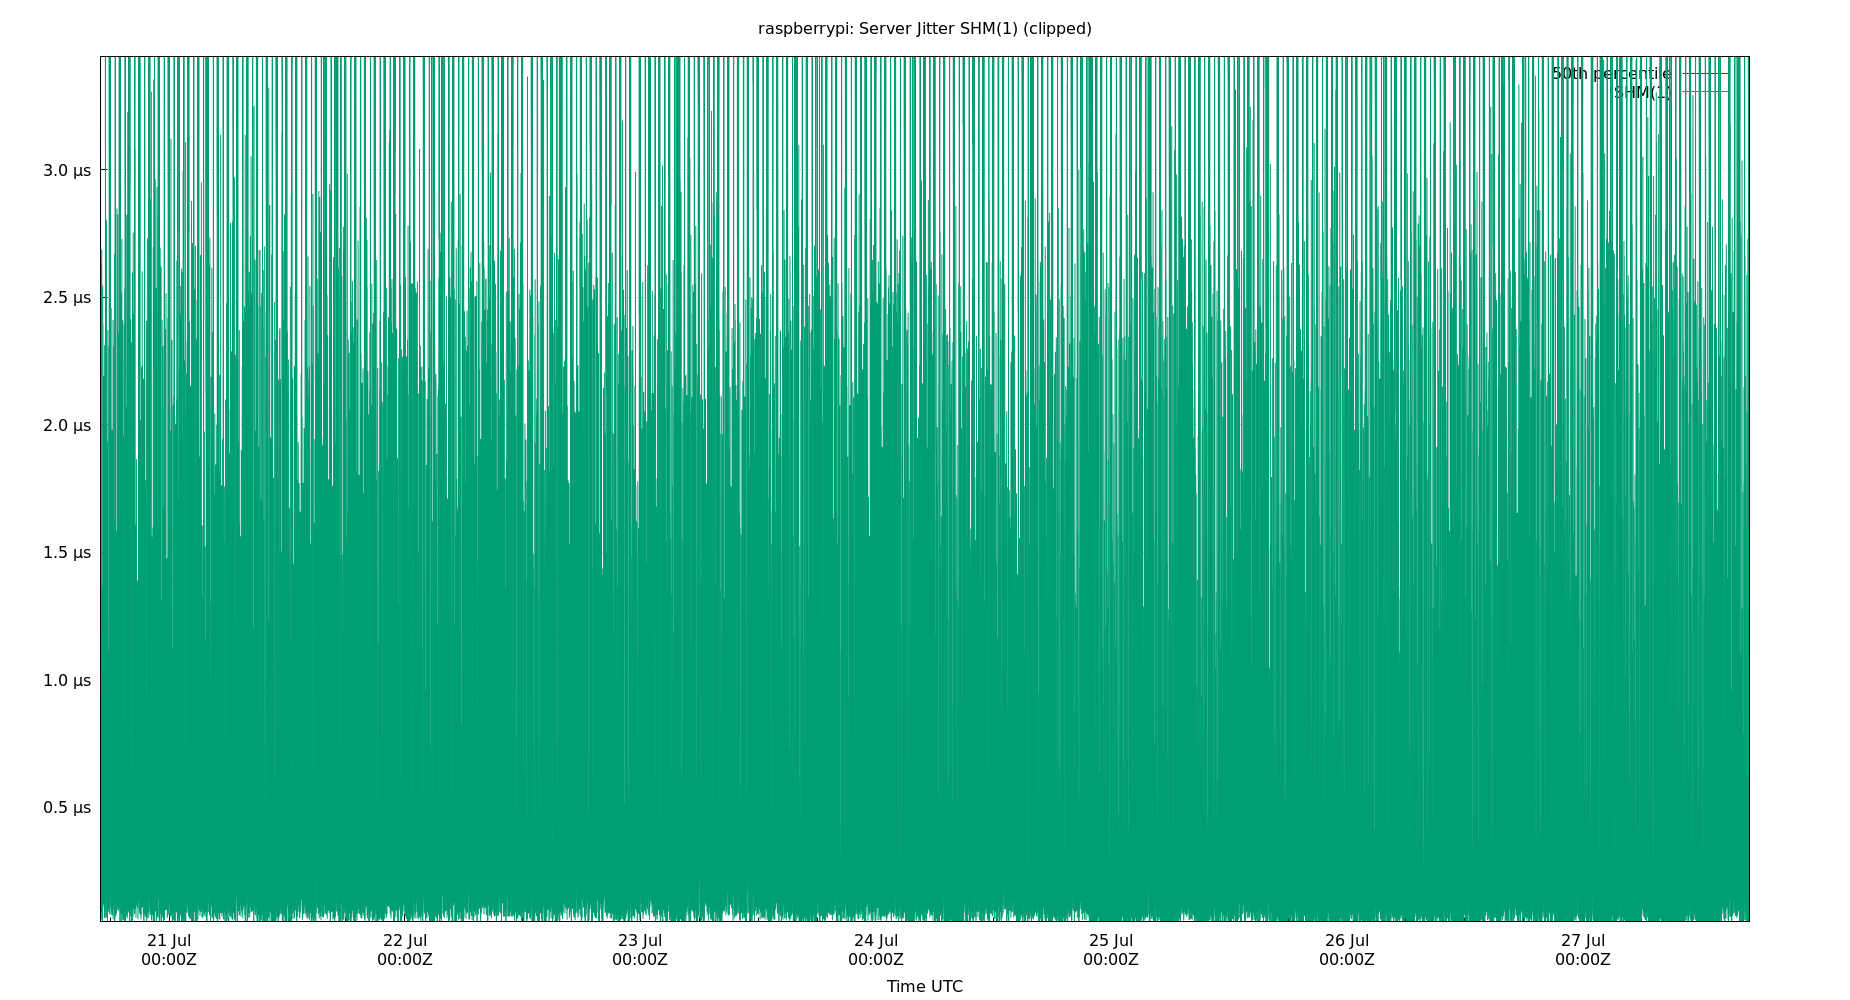 raspberrypi: Server Jitter SHM(1) (clipped)
50th percentile
SHM(1)
3.0 μs
2.5 μs
2.0 μs
1.5 μs
1.0 μs
0.5 μs
21 Jul 22 Jul 23 Jul 24 Jul 25 Jul 26 Jul 27 Jul
00:00Z 00:00Z 00:00Z 00:00Z 00:00Z 00:00Z 00:00Z
Time UTC